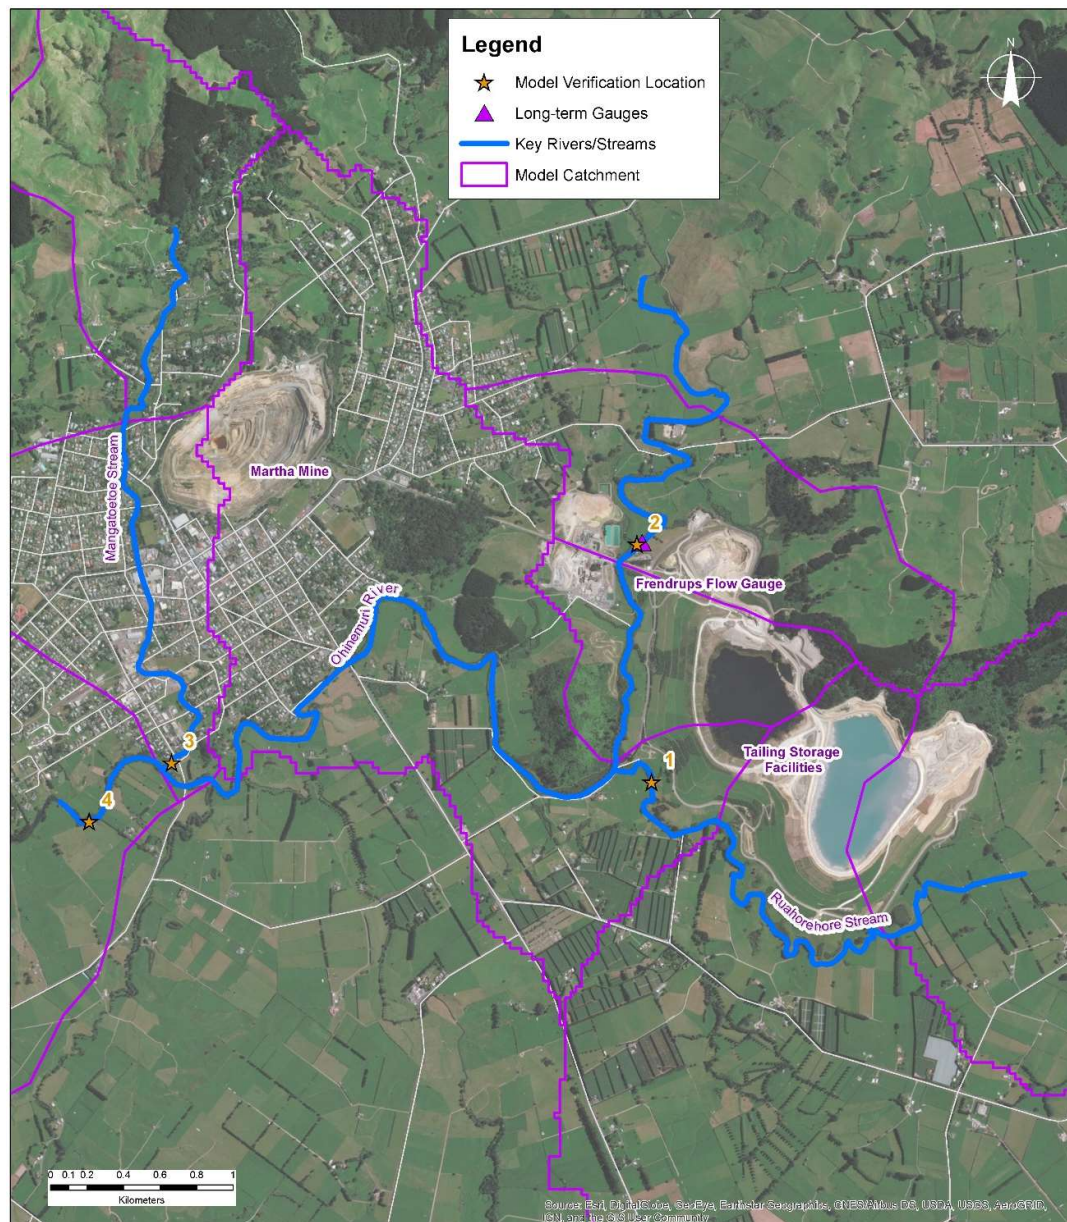 Legend
Model Verification Location
Long-term Gauges
Key Rivers/Streams
Model Catchment
N
Mangatoetoe Stream
Martha Mine
2
Frendrups Flow Gauge
Ohinemuri River
3
1
Tailing Storage
Facilities
4
Ruahorehore Stream
0 0.1 0.2 0.4 0.6 0.8 1
Kilometers
Source: Esri, DigitalGlobe, GeoEye, Earthstar Geographics, CNES/Airbus DS, USDA, USGS, AeroGRID,
IGN, and the GIS User Community